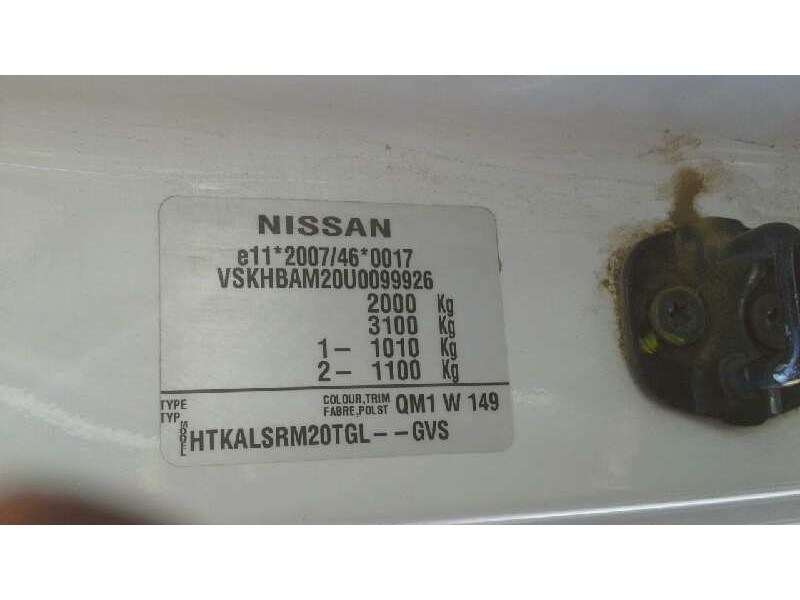 NISSAN
e11*2007/46*0017
VSKHBAM20U0099926
2000 Kg
3100 Kg
1- 1010 Kg
2- 1100 Kg
TYPE COLOUR,TRIM QM1 W 149
TYP FABRE,POLST
MODEL HTKALSRM20TGL--GVS